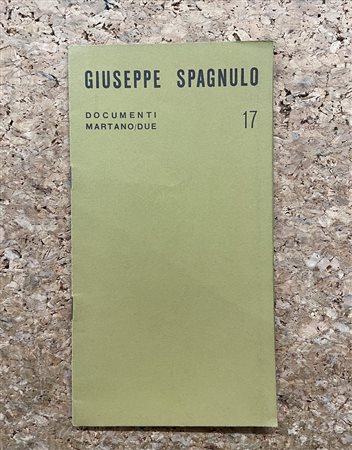 GIUSEPPE SPAGNULO
DOCUMENTI
MARTANO/DUE 17